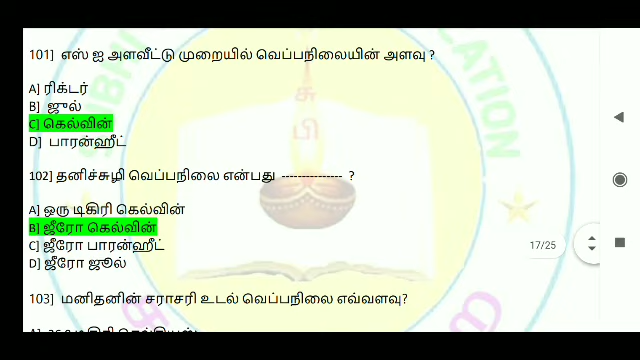 101] எஸ் ஐ அளவீட்டு முறையில் வெப்பநிலையின் அளவு ?
A] ரிக்டர்
B] ஜுல்
C] கெல்வின்
D] பாரன்ஹீட்
102] தனிச்சுழி வெப்பநிலை என்பது --------------- ?
A] ஒரு டிகிரி கெல்வின்
B] ஜீரோ கெல்வின்
C] ஜீரோ பாரன்ஹீட்
D] ஜீரோ ஜூல்
17/25
103] மனிதனின் சராசரி உடல் வெப்பநிலை எவ்வளவு?
சு
பி